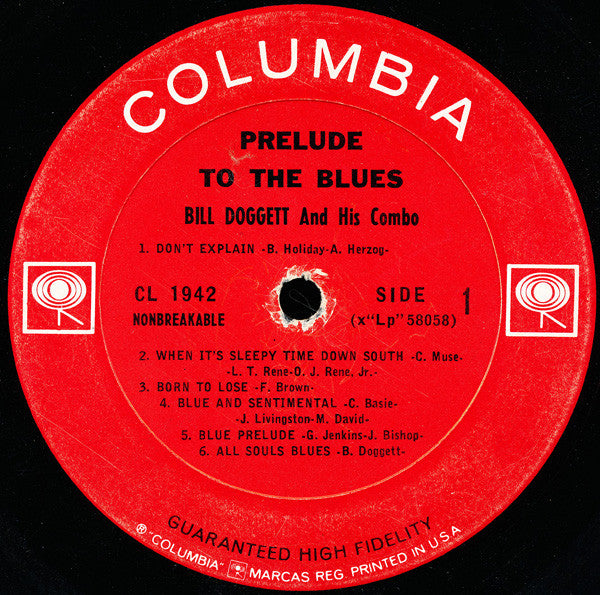 COLUMBIA
PRELUDE
TO THE BLUES
BILL DOGGETT And His Combo
1. DON'T EXPLAIN -B. Holiday-A. Herzog-
CL 1942
NONBREAKABLE
SIDE 1
(x"Lp"58058)
2. WHEN IT'S SLEEPY TIME DOWN SOUTH -C. Muse-
-L. T. Rene-O. J. Rene, Jr.-
3. BORN TO LOSE -F. Brown-
4. BLUE AND SENTIMENTAL -C. Basie-
-J. Livingston-M. David-
5. BLUE PRELUDE -G. Jenkins-J. Bishop-
6. ALL SOULS BLUES -B. Doggett-
GUARANTEED HIGH FIDELITY
® "COLUMBIA", MARCAS REG. PRINTED IN U.S.A.